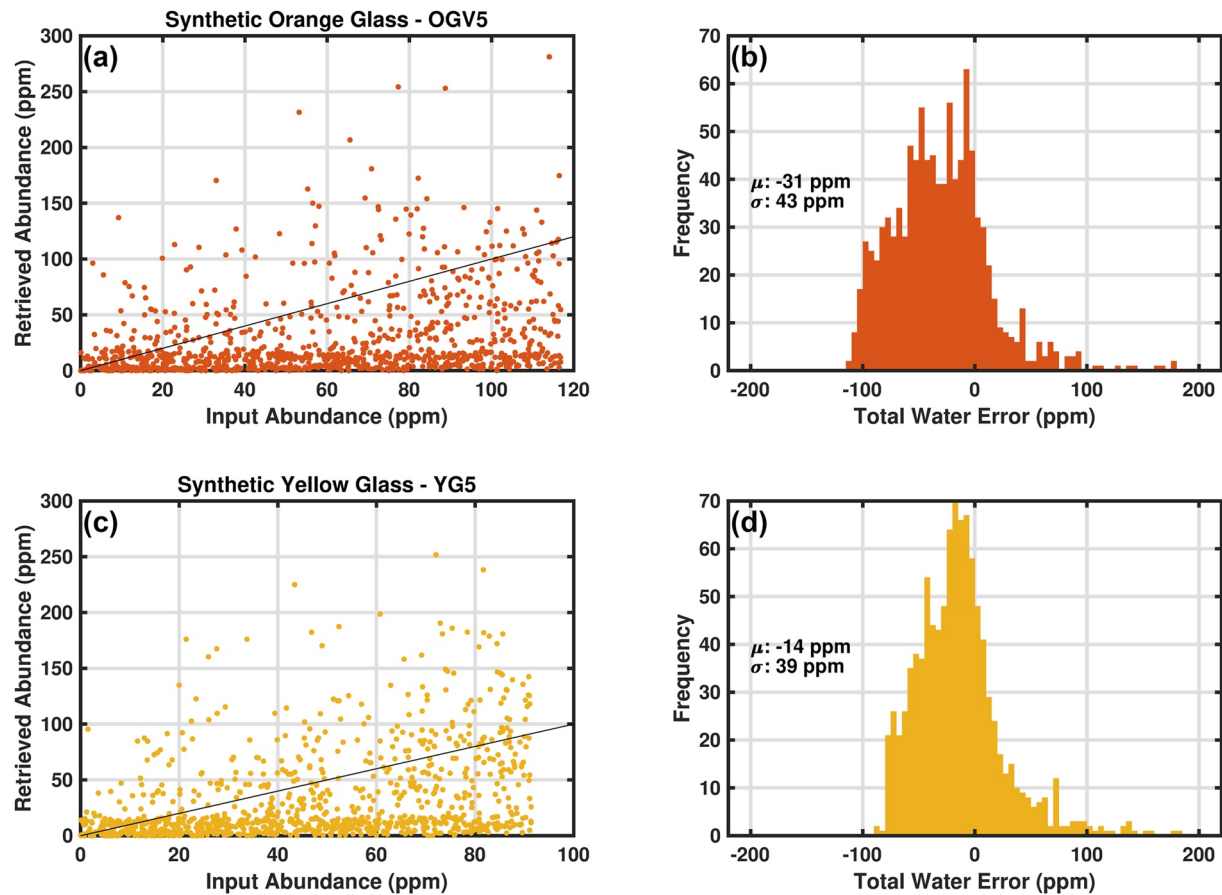 Synthetic Orange Glass - OGV5
(a)
300
250
200
150
100
50
0
Retrieved Abundance (ppm)
0 20 40 60 80 100 120
Input Abundance (ppm)
(b)
70
60
50
40
30
20
10
0
Frequency
μ: -31 ppm
σ: 43 ppm
-200 -100 0 100 200
Total Water Error (ppm)
Synthetic Yellow Glass - YG5
(c)
300
250
200
150
100
50
0
Retrieved Abundance (ppm)
0 20 40 60 80 100
Input Abundance (ppm)
(d)
70
60
50
40
30
20
10
0
Frequency
μ: -14 ppm
σ: 39 ppm
-200 -100 0 100 200
Total Water Error (ppm)